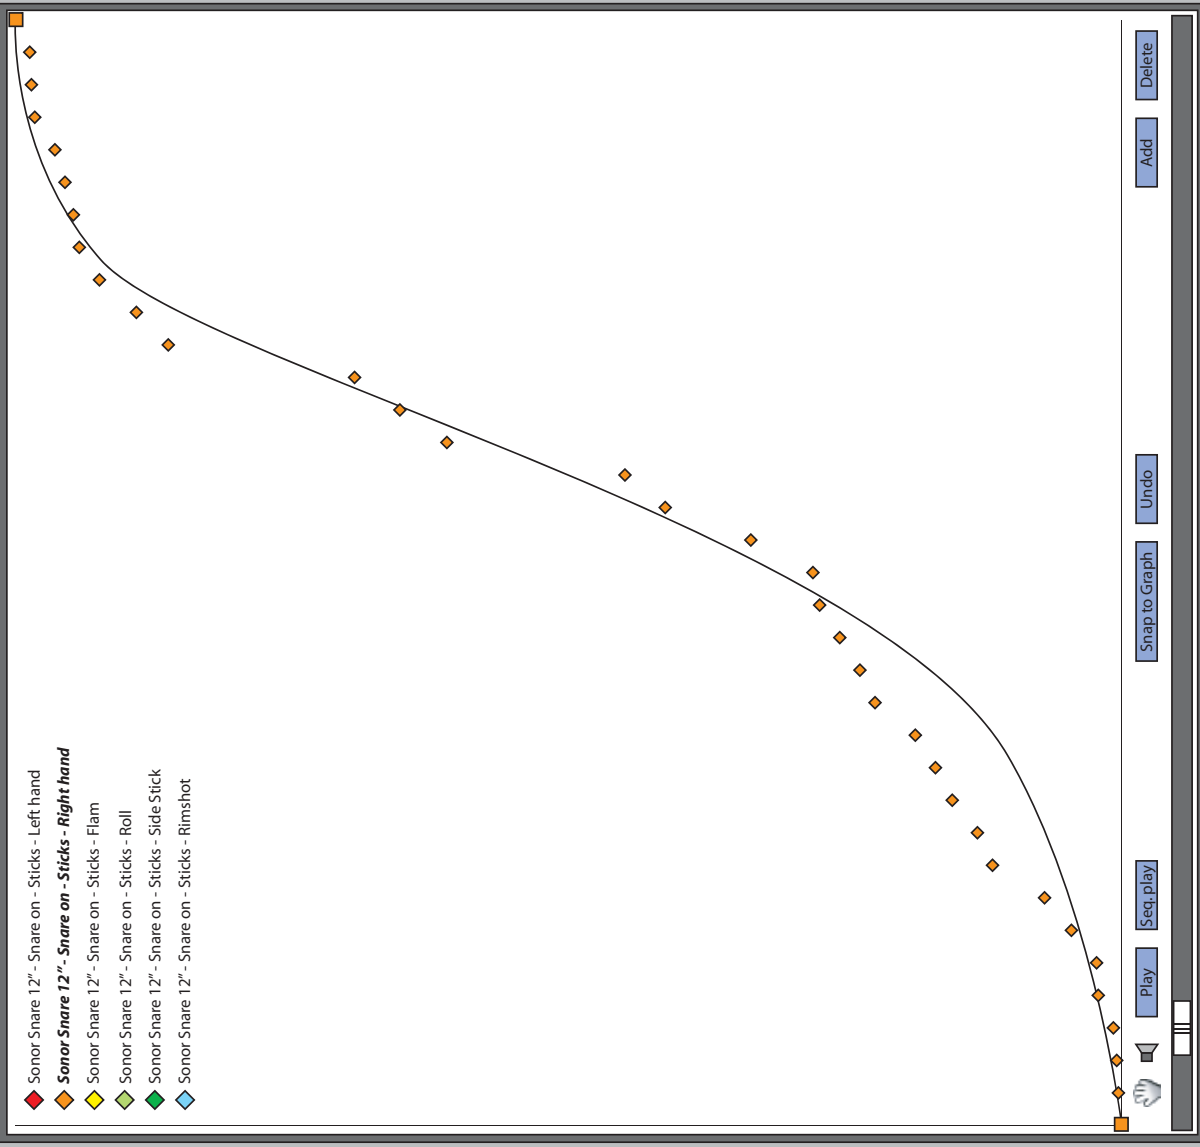 Sonor Snare 12" - Snare on - Sticks - Left hand
Sonor Snare 12" - Snare on - Sticks - Right hand
Sonor Snare 12" - Snare on - Sticks - Flam
Sonor Snare 12" - Snare on - Sticks - Roll
Sonor Snare 12" - Snare on - Sticks - Side Stick
Sonor Snare 12" - Snare on - Sticks - Rimshot
Play
Seq. play
Snap to Graph
Undo
Add
Delete